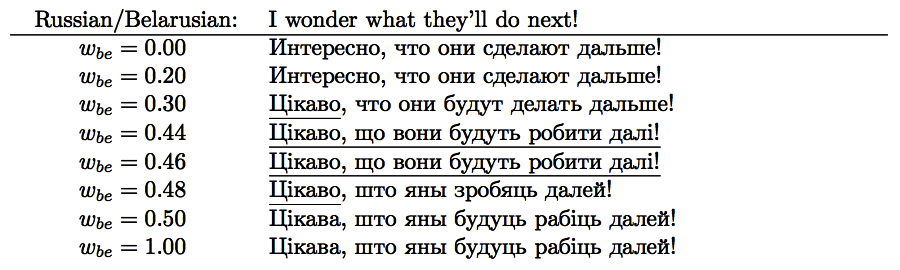 Russian/Belarusian: I wonder what they'll do next!
w_be = 0.00 Интересно, что они сделают дальше!
w_be = 0.20 Интересно, что они сделают дальше!
w_be = 0.30 Цікаво, что они будут делать дальше!
w_be = 0.44 Цікаво, що вони будуть робити далі!
w_be = 0.46 Цікаво, що вони будуть робити далі!
w_be = 0.48 Цікаво, што яны зробяць далей!
w_be = 0.50 Цікава, што яны будуць рабіць далей!
w_be = 1.00 Цікава, што яны будуць рабіць далей!